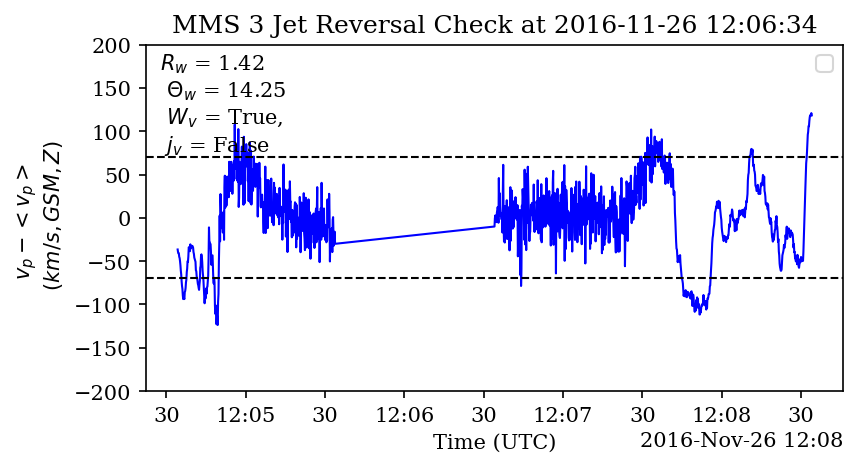 MMS 3 Jet Reversal Check at 2016-11-26 12:06:34
R_w = 1.42
Θ_w = 14.25
W_v = True,
j_v = False
200
150
100
50
0
−50
−100
−150
−200
v_p − < v_p >
(km/s, GSM, Z)
30 12:05 30 12:06 30 12:07 30 12:08 30
Time (UTC)
2016-Nov-26 12:08